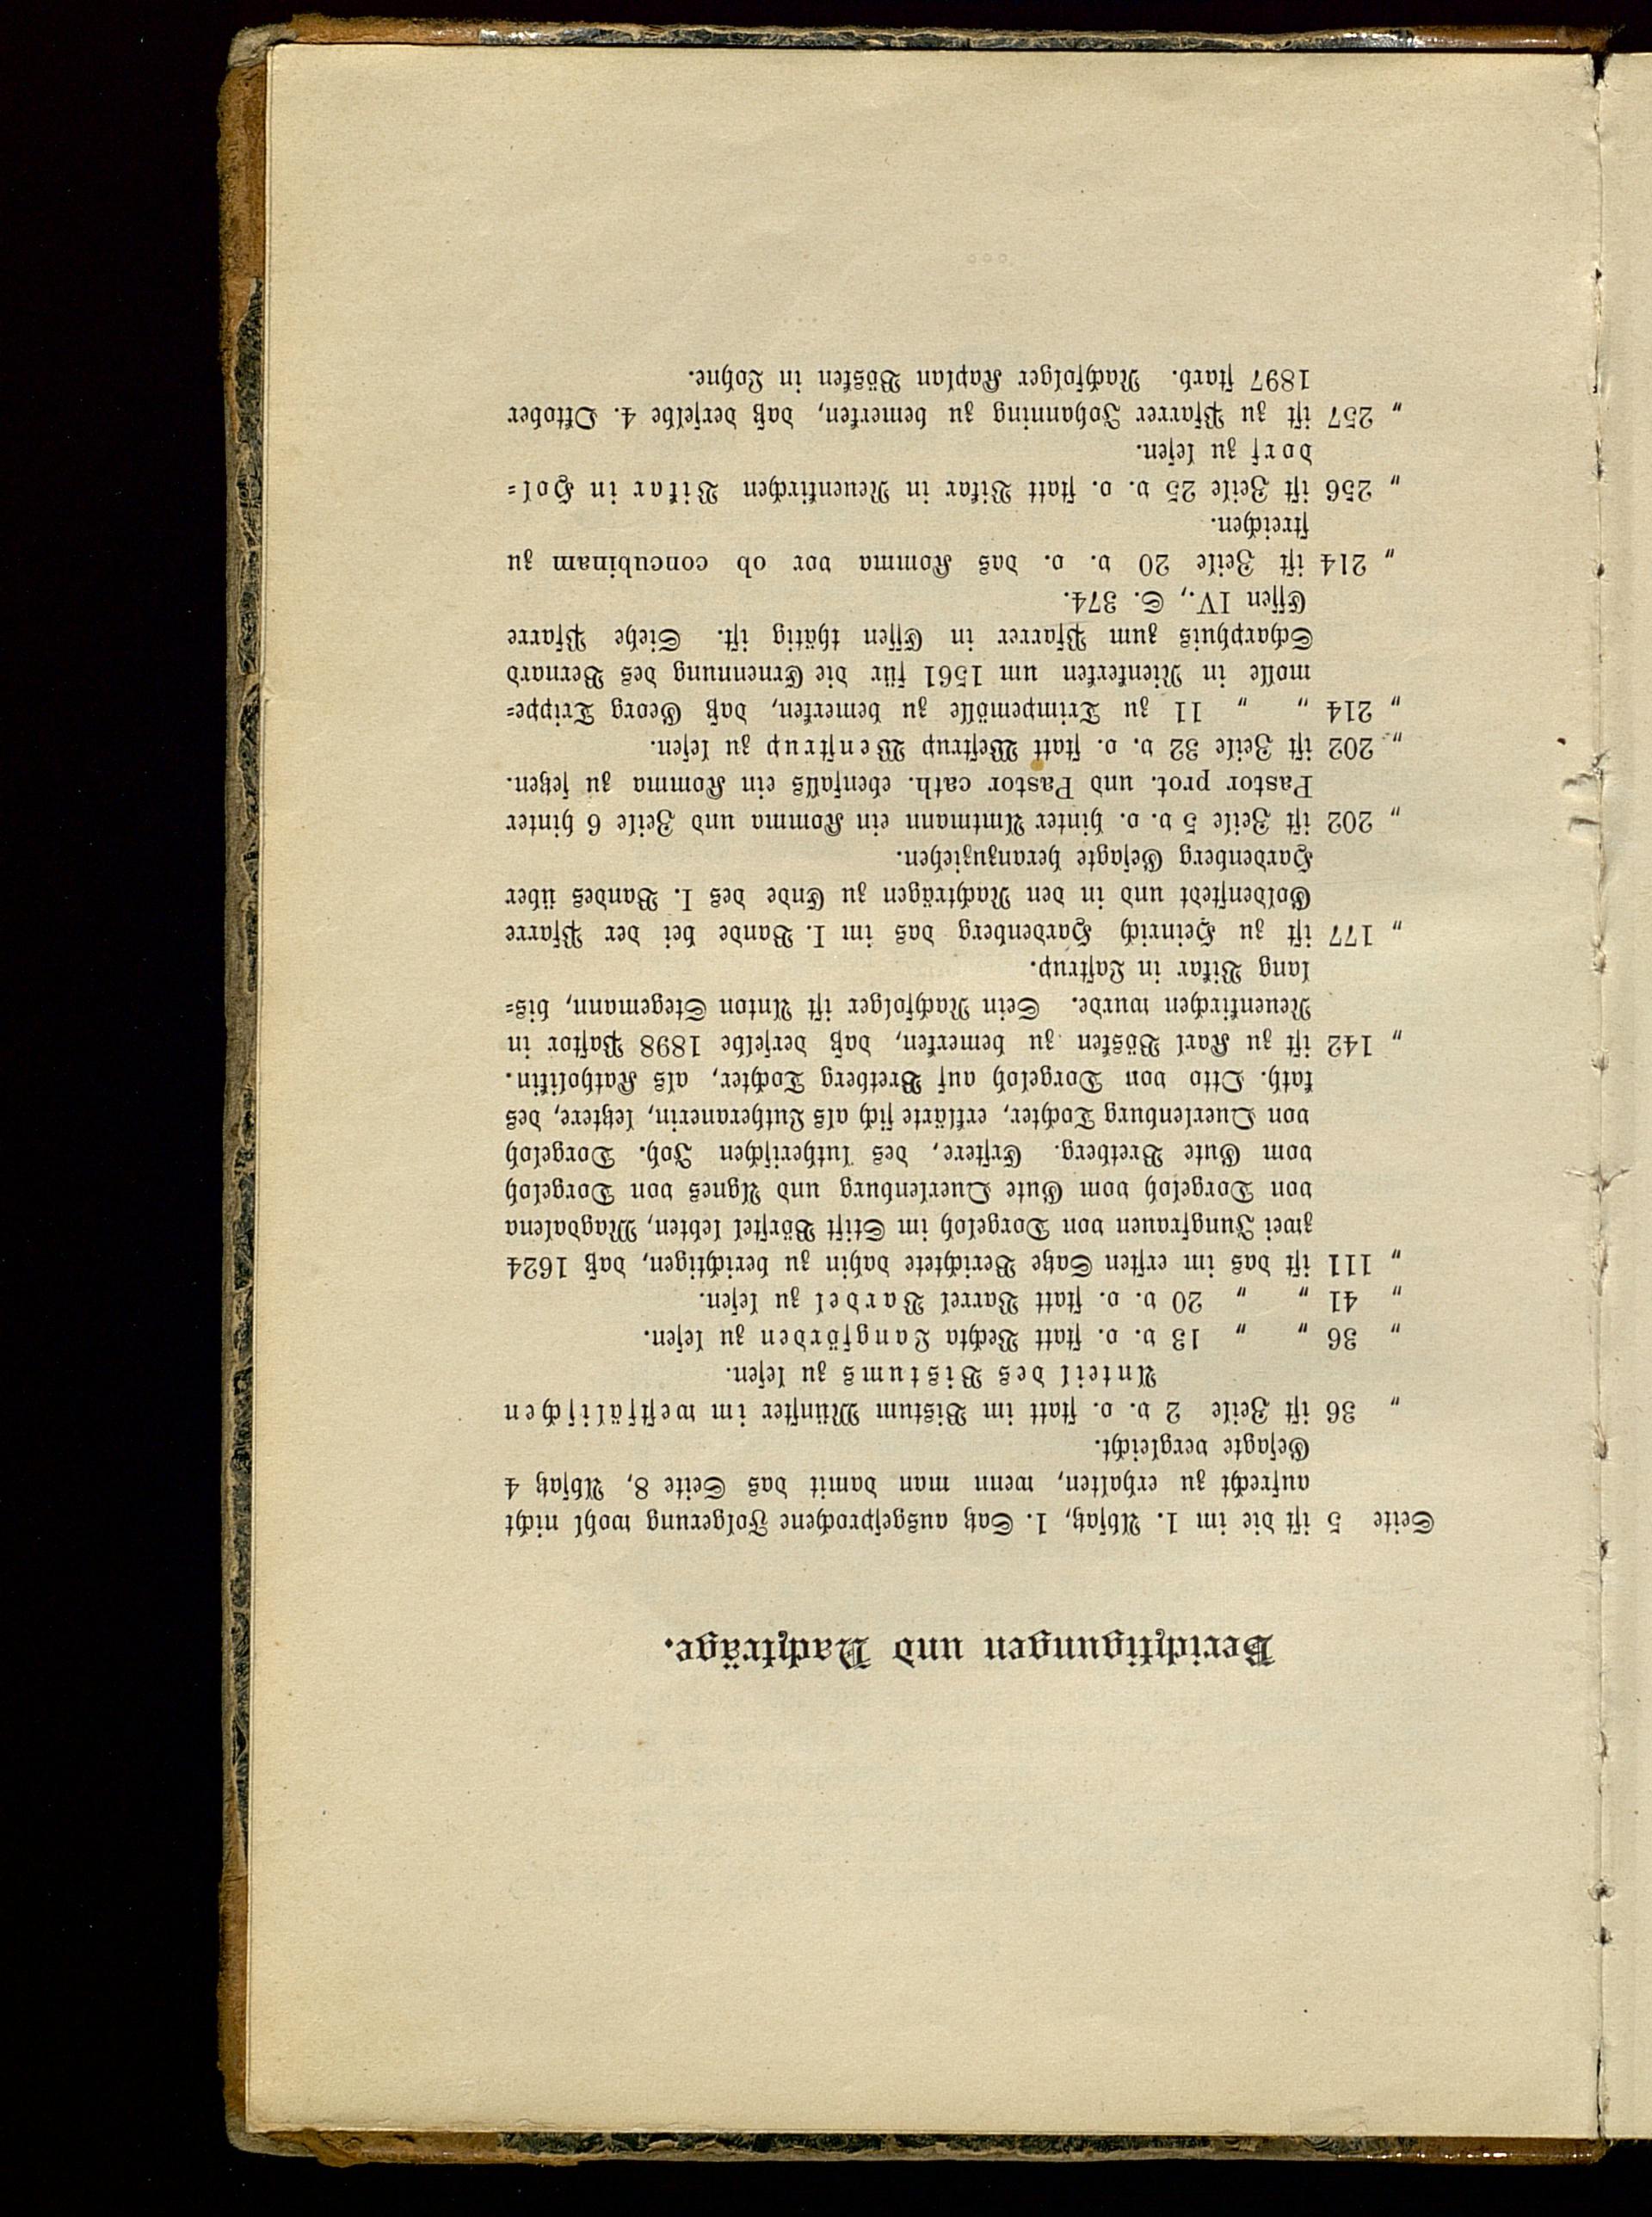 Berichtigungen und Nachträge.
Seite 5 ist die im 1. Absatz, 1. Satz ausgesprochene Folgerung wohl nicht
aufrecht zu erhalten, wenn man damit das Seite 8, Absatz 4
Gesagte vergleicht.
„ 36 ist Zeile 2 v. o. statt im Bistum Münster im westfälischen
Anteil des Bistums zu lesen.
„ 36 „ „ 13 v. o. statt Vechta Langförden zu lesen.
„ 41 „ „ 20 v. o. statt Barrel Bardel zu lesen.
„ 111 ist das im ersten Satze Berichtete dahin zu berichtigen, daß 1624
zwei Jungfrauen von Dorgeloh im Stift Börstel lebten, Magdalena
von Dorgeloh vom Gute Querlenburg und Agnes von Dorgeloh
vom Gute Bretberg. Erstere, des lutherischen Joh. Dorgeloh
von Querlenburg Tochter, erklärte sich als Lutheranerin, letztere, des
kath. Otto von Dorgeloh auf Bretberg Tochter, als Katholikin.
„ 142 ist zu Karl Bösken zu bemerken, daß derselbe 1898 Pastor in
Neuenkirchen wurde. Sein Nachfolger ist Anton Stegemann, bis-
lang Vikar in Lastrup.
„ 177 ist zu Heinrich Hardenberg das im I. Bande bei der Pfarre
Goldenstedt und in den Nachträgen zu Ende des I. Bandes über
Hardenberg Gesagte heranzuziehen.
„ 202 ist Zeile 5 v. o. hinter Amtmann ein Komma und Zeile 6 hinter
Pastor prot. und Pastor cath. ebenfalls ein Komma zu setzen.
„ 202 ist Zeile 32 v. o. statt Westrup Wenstrup zu lesen.
„ 214 „ „ 11 zu Trimpemölle zu bemerken, daß Georg Trippe-
molle in Nienkerken um 1561 für die Ernennung des Bernard
Scharphuis zum Pfarrer in Essen thätig ist. Siehe Pfarre
Essen IV., S. 374.
„ 214 ist Zeile 20 v. o. das Komma vor ob concubinam zu
streichen.
„ 256 ist Zeile 25 v. o. statt Vikar in Neuenkirchen Vikar in Hol-
dorf zu lesen.
„ 257 ist zu Pfarrer Johanning zu bemerken, daß derselbe 4. Oktober
1897 starb. Nachfolger Kaplan Bösken in Lohne.